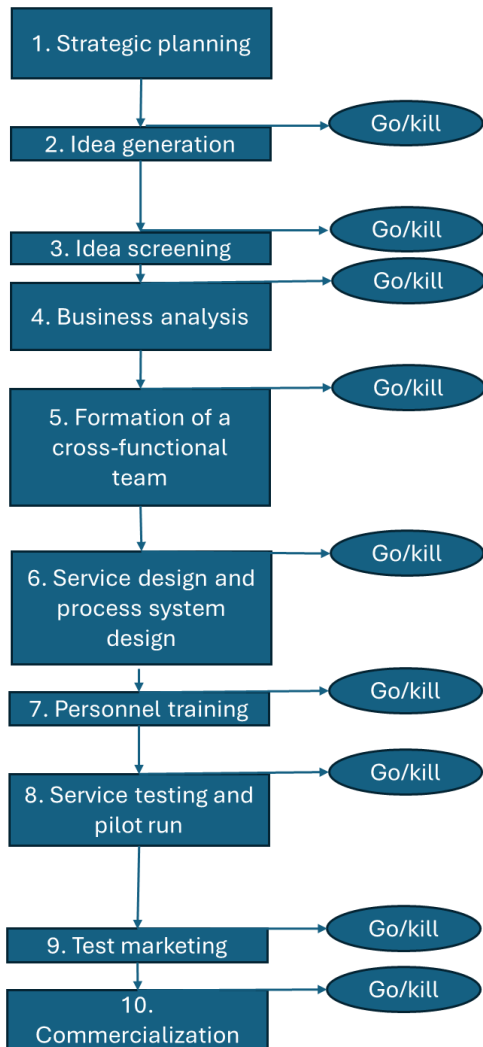 1. Strategic planning
Go/kill
2. Idea generation
Go/kill
3. Idea screening
Go/kill
4. Business analysis
Go/kill
5. Formation of a
cross-functional
team
Go/kill
6. Service design and
process system
design
Go/kill
7. Personnel training
Go/kill
8. Service testing and
pilot run
Go/kill
9. Test marketing
Go/kill
10.
Commercialization